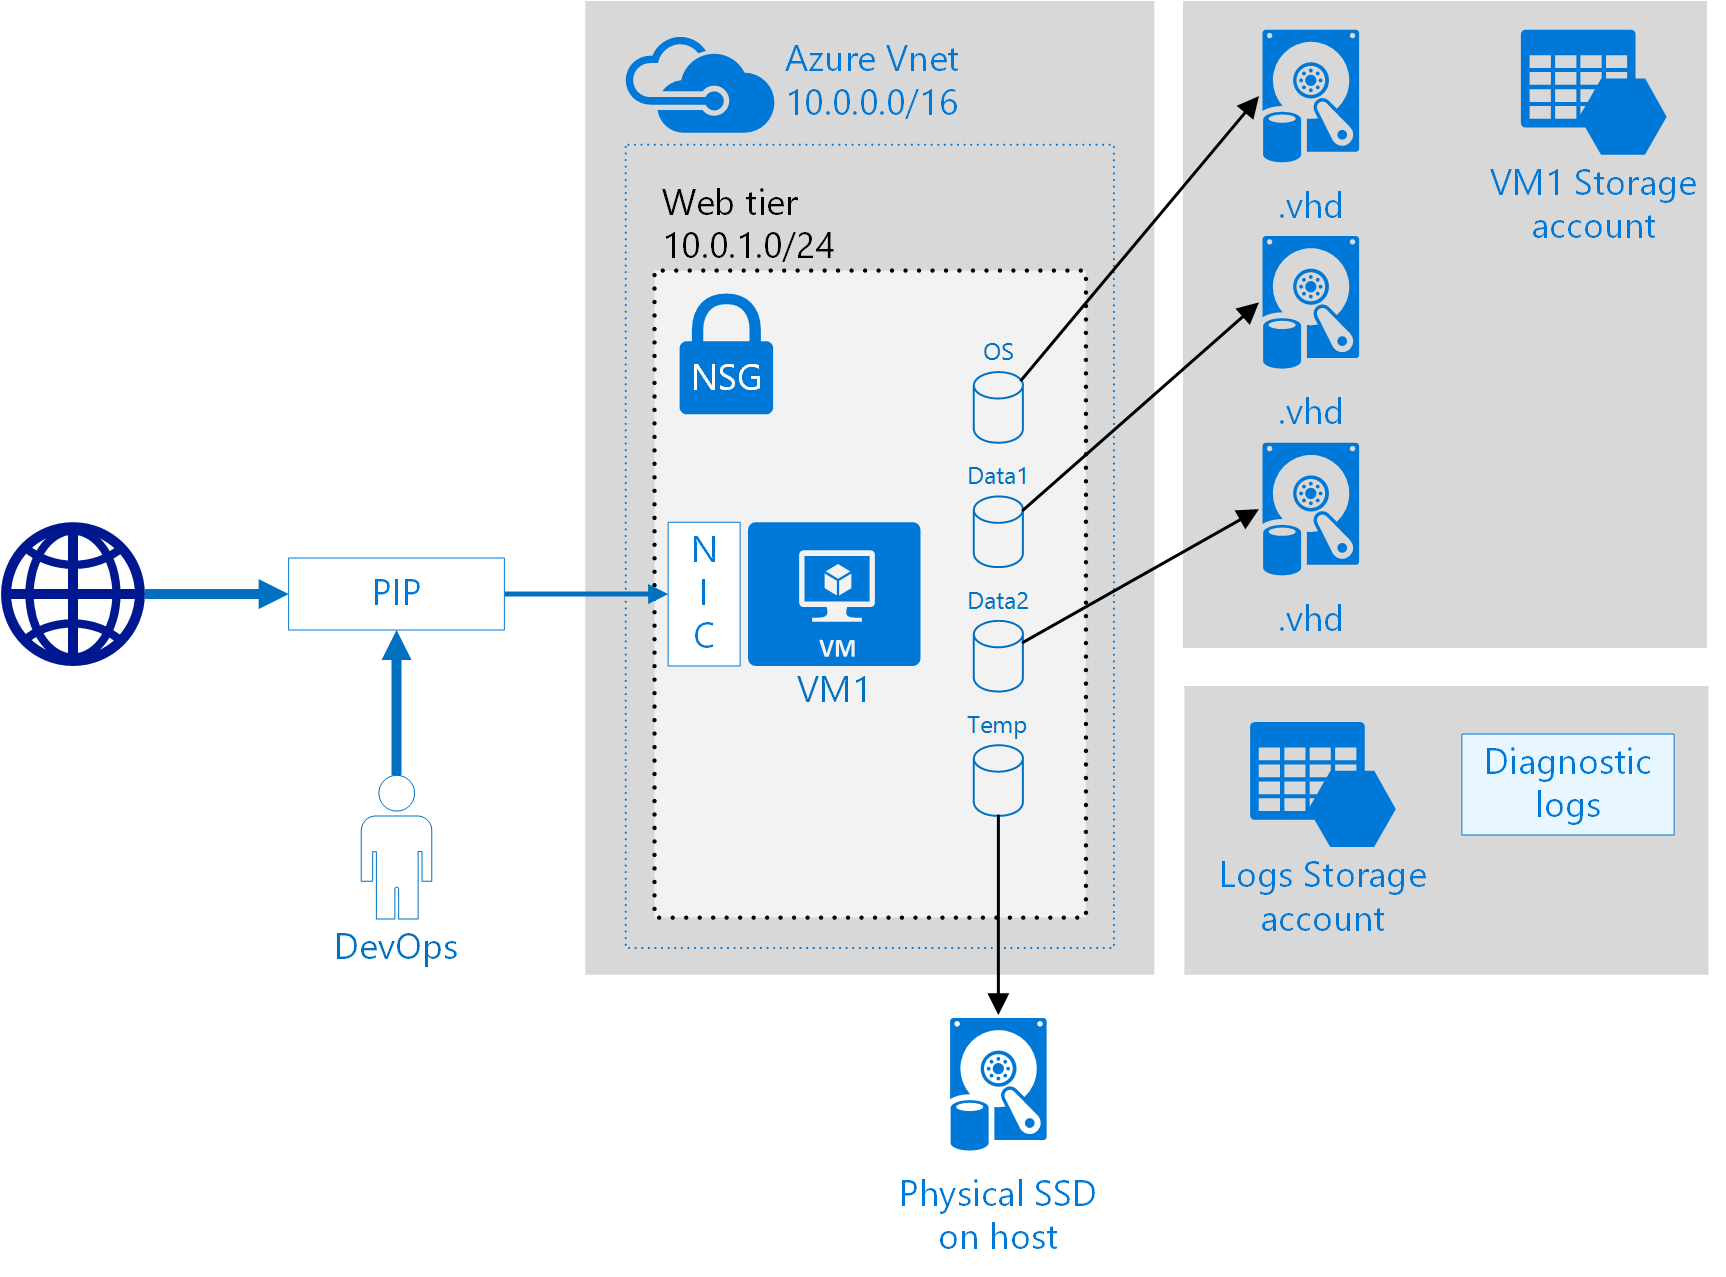 Azure Vnet
10.0.0.0/16
Web tier
10.0.1.0/24
NSG
OS
Data1
Data2
Temp
N
I
C
VM
VM1
PIP
DevOps
.vhd
.vhd
.vhd
VM1 Storage
account
Diagnostic
logs
Logs Storage
account
Physical SSD
on host